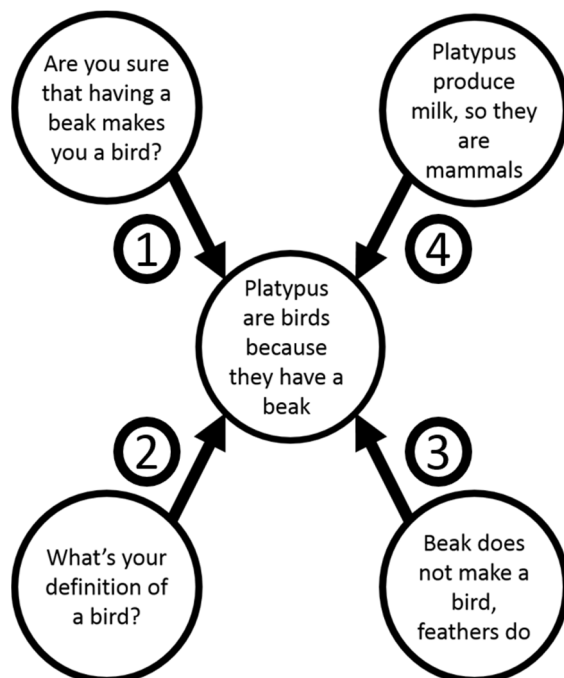 Are you sure
that having a
beak makes
you a bird?
Platypus
produce
milk, so they
are
mammals
1
4
Platypus
are birds
because
they have a
beak
2
3
What's your
definition of
a bird?
Beak does
not make a
bird,
feathers do